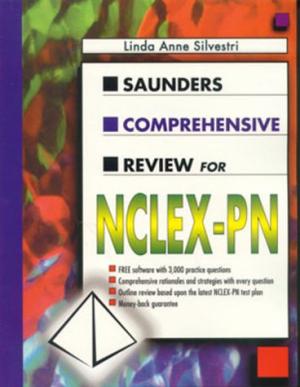 Linda Anne Silvestri
SAUNDERS
COMPREHENSIVE
REVIEW FOR
NCLEX-PN
FREE software with 3,000 practice questions
Comprehensive rationales and strategies with every question
Outline review based upon the latest NCLEX-PN test plan
Money-back guarantee